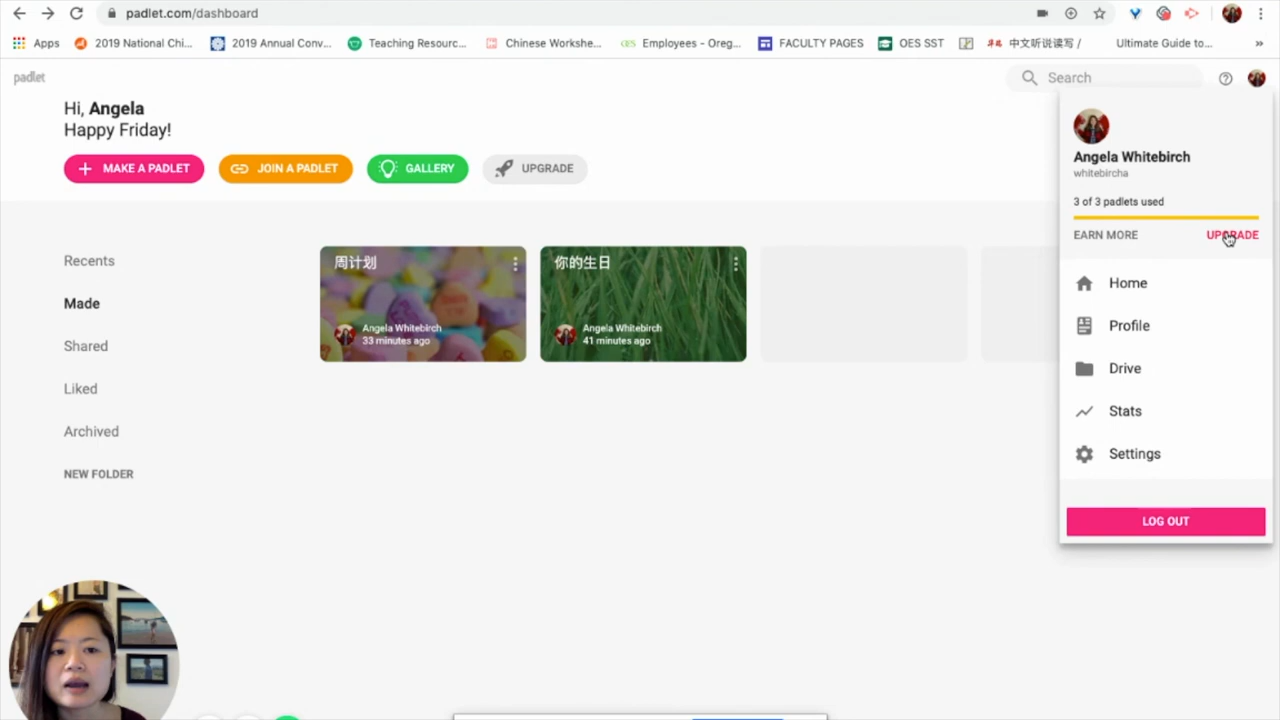 padlet.com/dashboard
Apps
2019 National Chi...
2019 Annual Conv...
Teaching Resourc...
Chinese Workshe...
Employees - Oreg...
FACULTY PAGES
OES SST
中文听说读写 /
Ultimate Guide to...
»
padlet
Search
Hi, Angela
Happy Friday!
MAKE A PADLET
JOIN A PADLET
GALLERY
UPGRADE
Recents
Made
Shared
Liked
Archived
NEW FOLDER
周计划
Angela Whitebirch
33 minutes ago
你的生日
Angela Whitebirch
41 minutes ago
Angela Whitebirch
whitebircha
3 of 3 padlets used
EARN MORE
UPGRADE
Home
Profile
Drive
Stats
Settings
LOG OUT